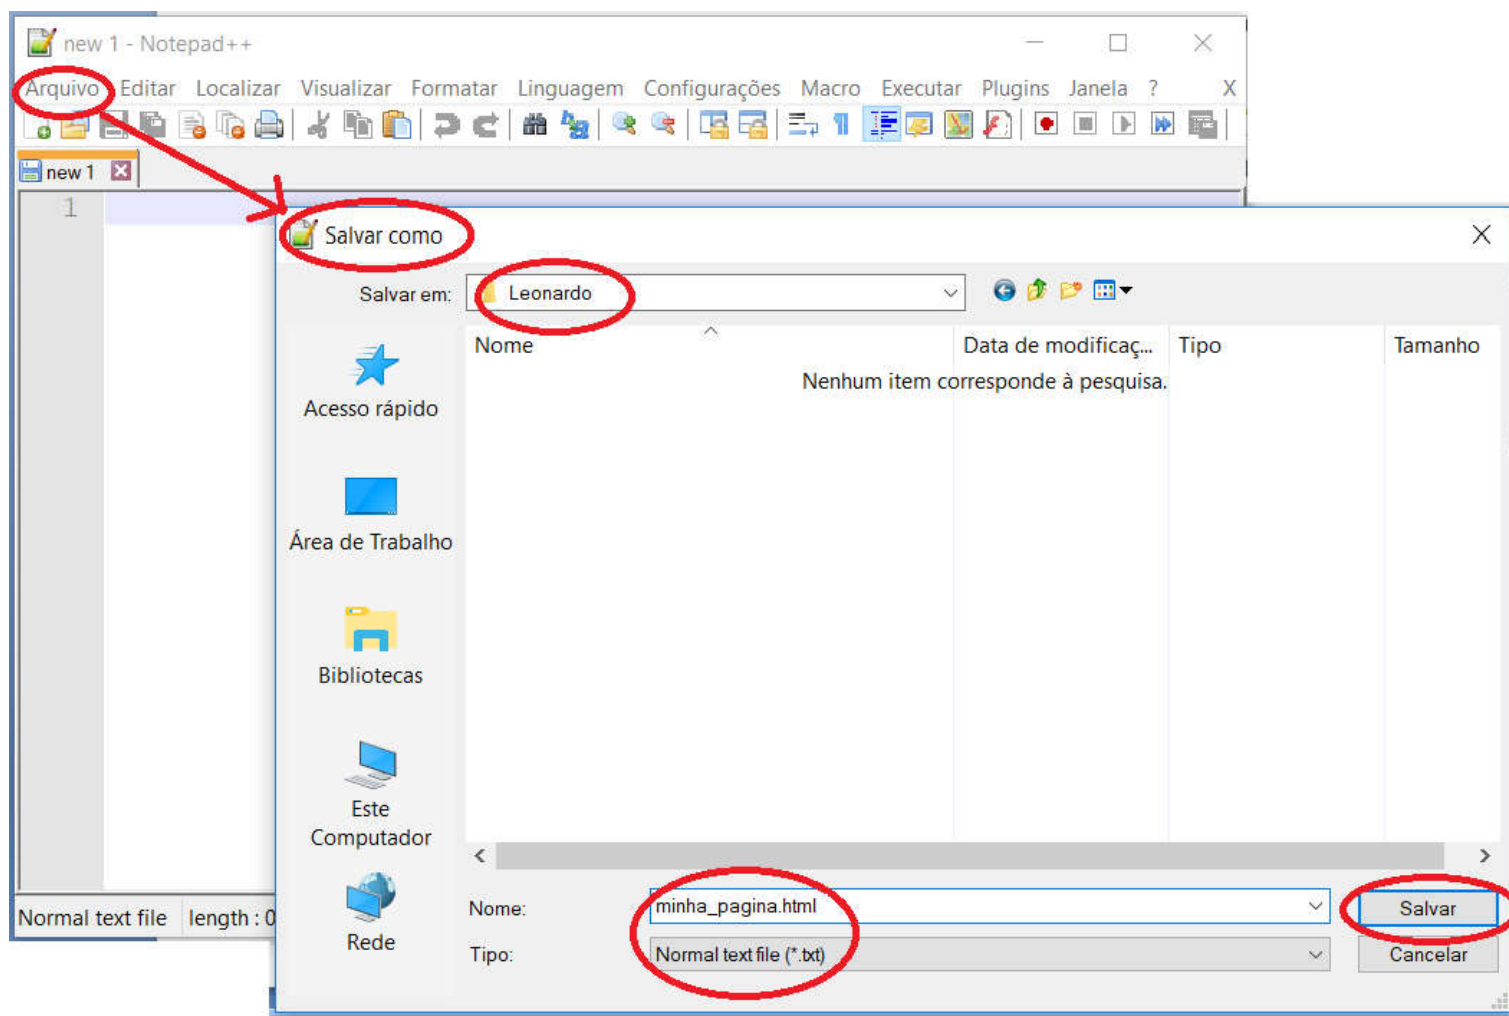 new 1 - Notepad++
Arquivo Editar Localizar Visualizar Formatar Linguagem Configurações Macro Executar Plugins Janela ? X
new 1
1
Salvar como
Salvar em: Leonardo
Nome Data de modificaç... Tipo Tamanho
Nenhum item corresponde à pesquisa.
Acesso rápido
Área de Trabalho
Bibliotecas
Este
Computador
Rede
Nome: minha_pagina.html Salvar
Tipo: Normal text file (*.txt) Cancelar
Normal text file length : 0